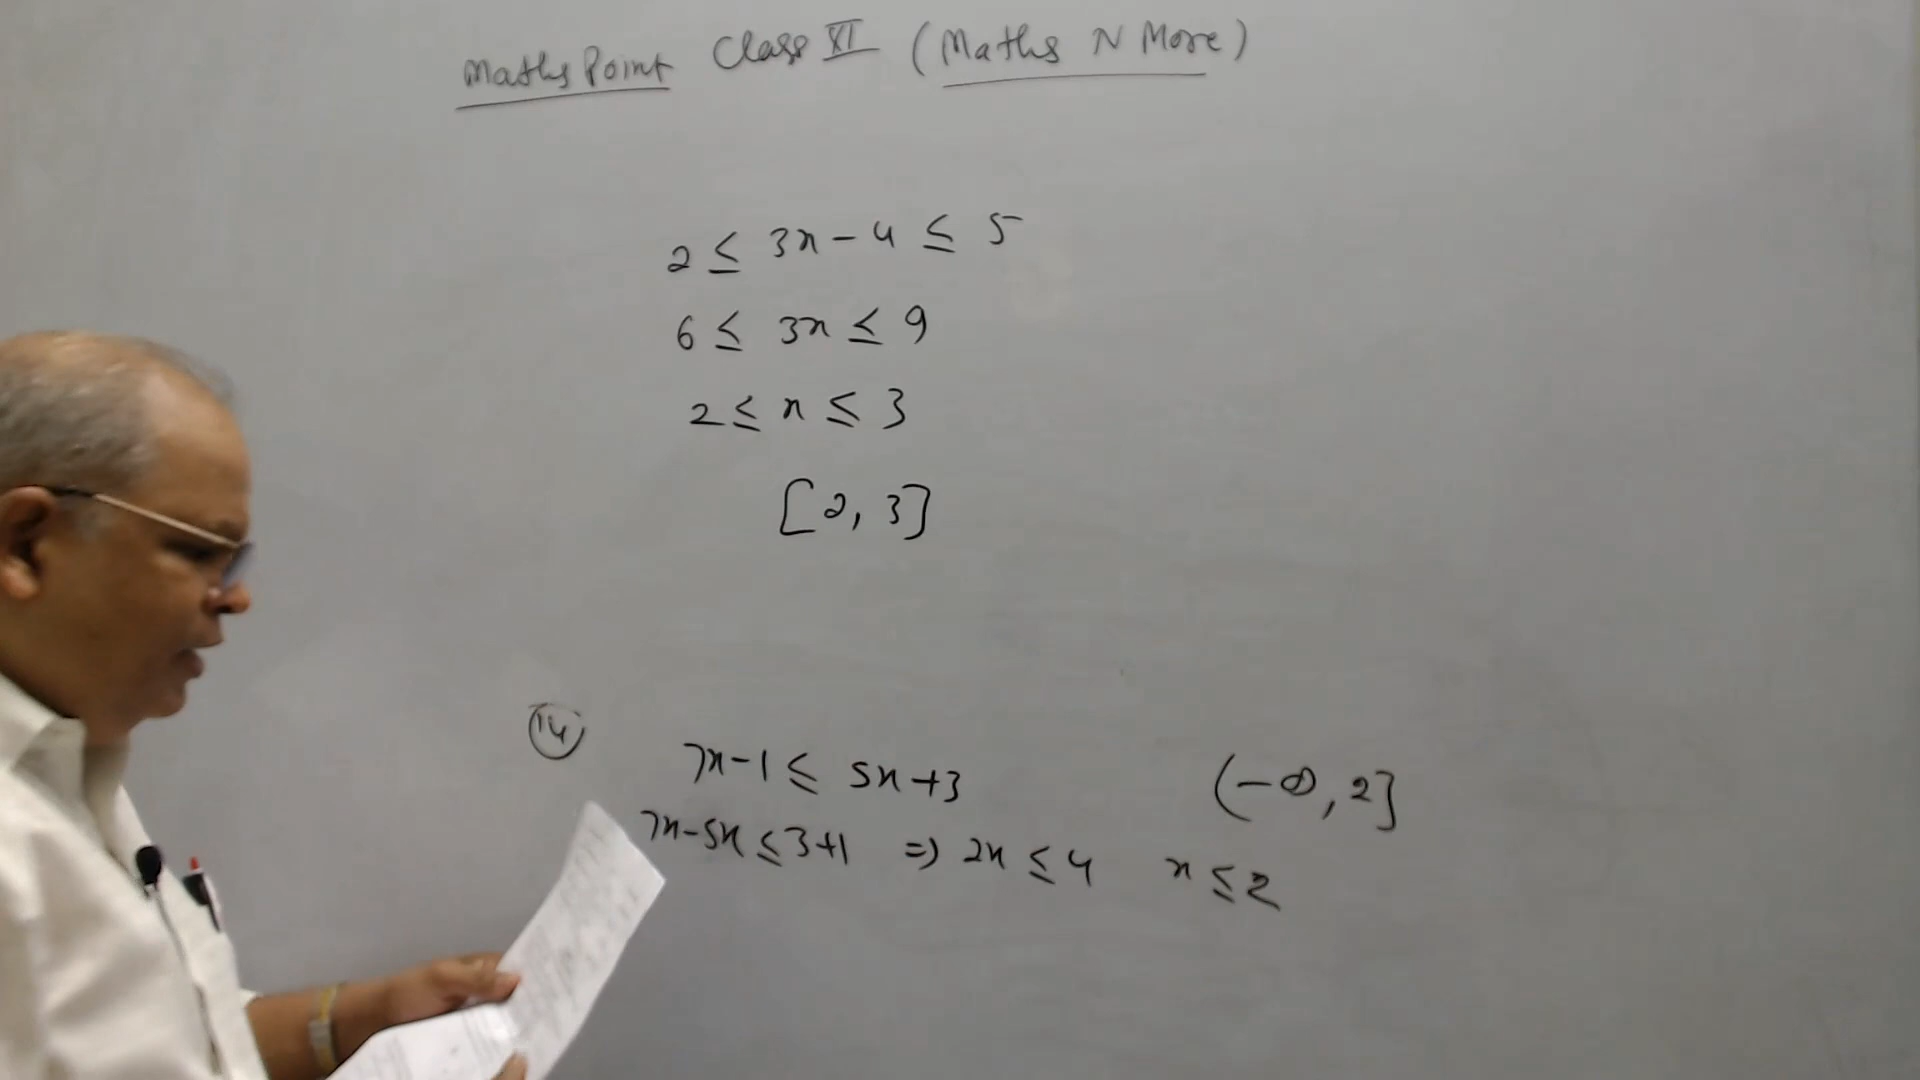 Maths Point Class XI (Maths N More)
2 ≤ 3x - 4 ≤ 5
6 ≤ 3x ≤ 9
2 ≤ x ≤ 3
[2, 3]
(14)
7x-1 ≤ 5x+3 (-∞, 2]
7x-5x ≤ 3+1 => 2x ≤ 4 x ≤ 2